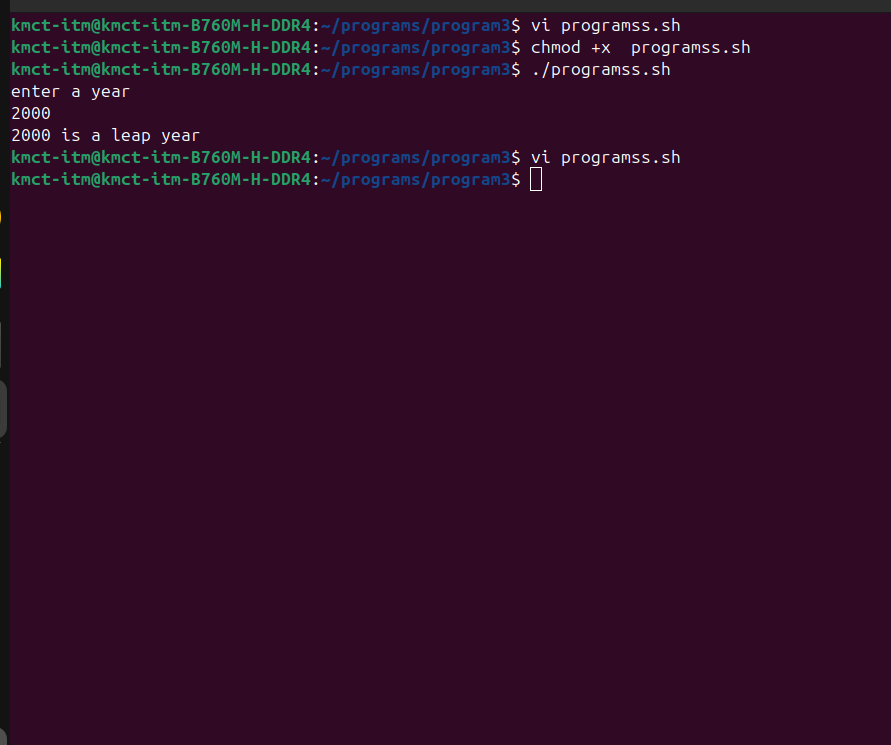 kmct-itm@kmct-itm-B760M-H-DDR4:~/programs/program3$ vi programss.sh
kmct-itm@kmct-itm-B760M-H-DDR4:~/programs/program3$ chmod +x  programss.sh
kmct-itm@kmct-itm-B760M-H-DDR4:~/programs/program3$ ./programss.sh
enter a year
2000
2000 is a leap year
kmct-itm@kmct-itm-B760M-H-DDR4:~/programs/program3$ vi programss.sh
kmct-itm@kmct-itm-B760M-H-DDR4:~/programs/program3$